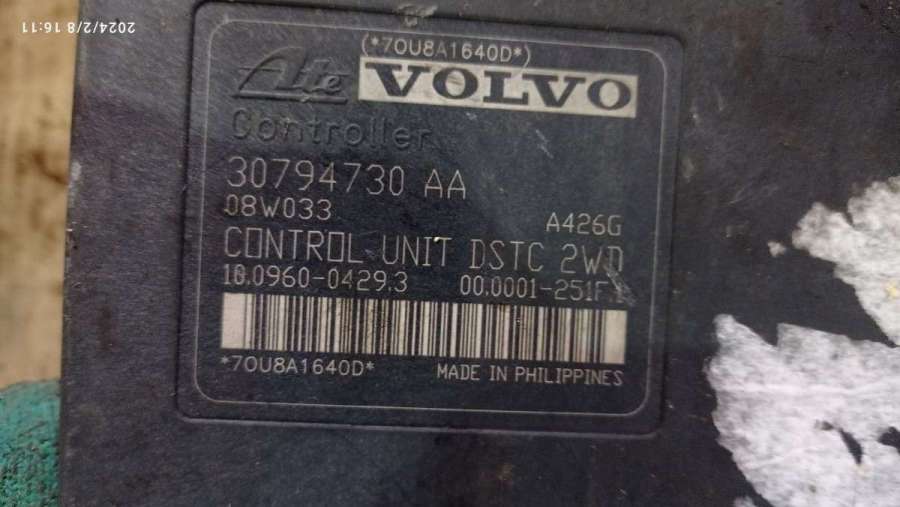 2024/2/8 16:11
(*70U8A1640D*)
Ate VOLVO
Controller
30794730 AA
08W033 A426G
CONTROL UNIT DSTC 2WD
10.0960-0429.3 00.0001-251F.1
*70U8A1640D* MADE IN PHILIPPINES